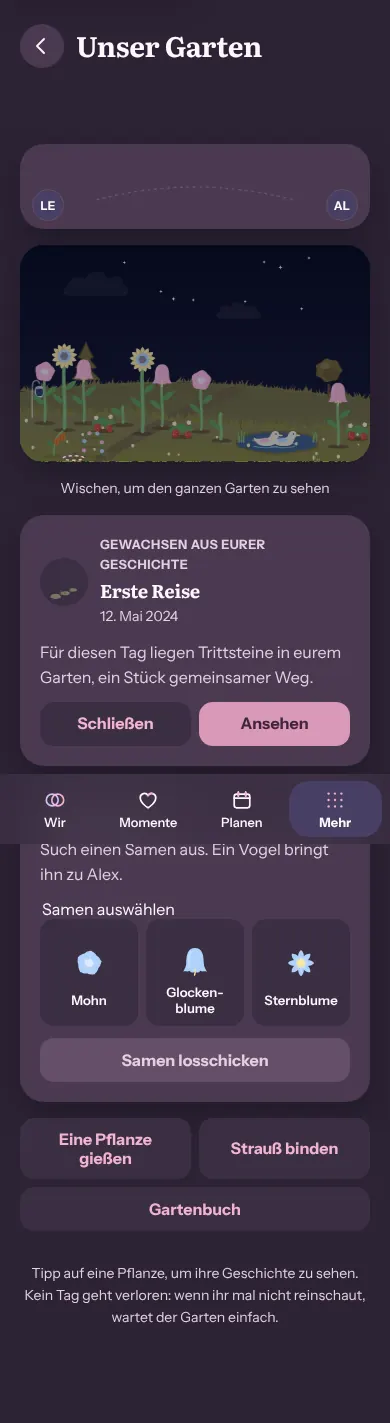 Unser Garten
LE
AL
Wischen, um den ganzen Garten zu sehen
GEWACHSEN AUS EURER
GESCHICHTE
Erste Reise
12. Mai 2024
Für diesen Tag liegen Trittsteine in eurem
Garten, ein Stück gemeinsamer Weg.
Schließen
Ansehen
Wir
Momente
Planen
Mehr
Such einen Samen aus. Ein Vogel bringt
ihn zu Alex.
Samen auswählen
Mohn
Glocken-
blume
Sternblume
Samen losschicken
Eine Pflanze
gießen
Strauß binden
Gartenbuch
Tipp auf eine Pflanze, um ihre Geschichte zu sehen.
Kein Tag geht verloren: wenn ihr mal nicht reinschaut,
wartet der Garten einfach.